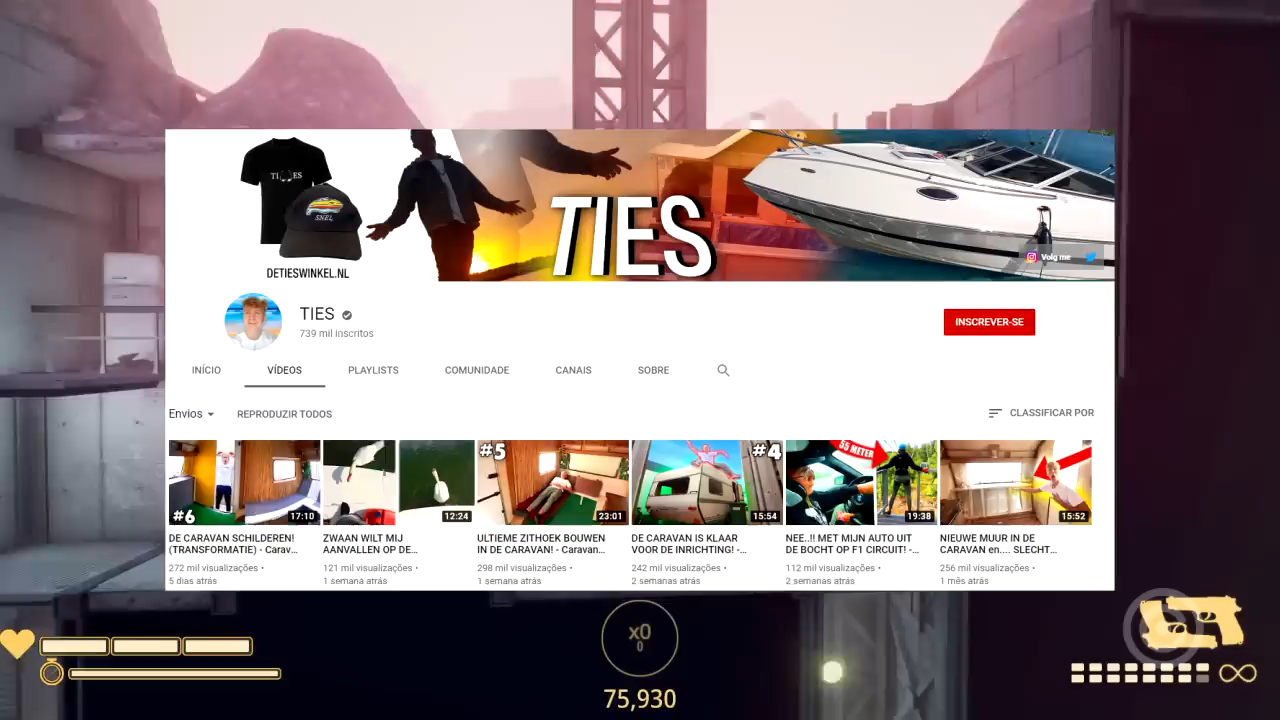 TIES
SNEL
DETIESWINKEL.NL
TIES
Volg me
TIES
739 mil inscritos
INSCREVER-SE
INÍCIO
VÍDEOS
PLAYLISTS
COMUNIDADE
CANAIS
SOBRE
Envios
REPRODUZIR TODOS
CLASSIFICAR POR
#6
17:10
12:24
#5
23:01
#4
15:54
55 METER
19:38
15:52
DE CARAVAN SCHILDEREN!
(TRANSFORMATIE) - Carav...
272 mil visualizações •
5 dias atrás
ZWAAN WILT MIJ
AANVALLEN OP DE...
121 mil visualizações •
1 semana atrás
ULTIEME ZITHOEK BOUWEN
IN DE CARAVAN! - Caravan...
298 mil visualizações •
1 semana atrás
DE CARAVAN IS KLAAR
VOOR DE INRICHTING! -...
242 mil visualizações •
2 semanas atrás
NEE..!! MET MIJN AUTO UIT
DE BOCHT OP F1 CIRCUIT! -...
112 mil visualizações •
2 semanas atrás
NIEUWE MUUR IN DE
CARAVAN en.... SLECHT...
256 mil visualizações •
1 mês atrás
x0
0
75,930